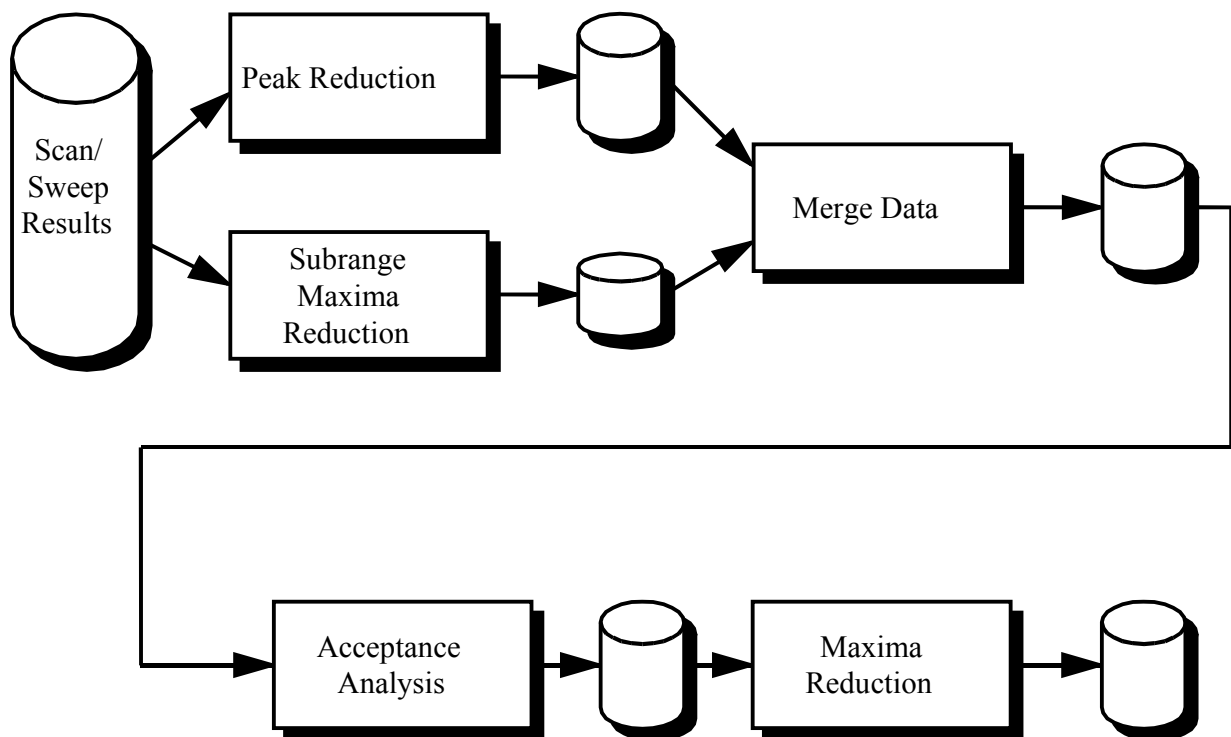 Scan/
Sweep
Results
Peak Reduction
Subrange
Maxima
Reduction
Merge Data
Acceptance
Analysis
Maxima
Reduction